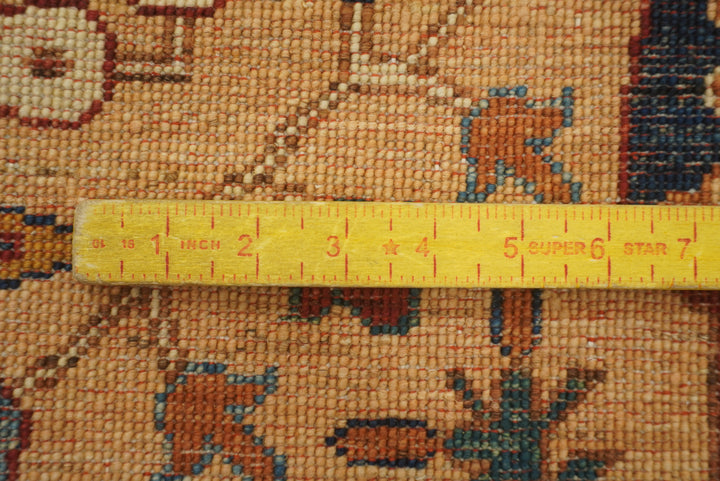 1 INCH 2 3 ★ 4 5 SUPER 6 STAR 7